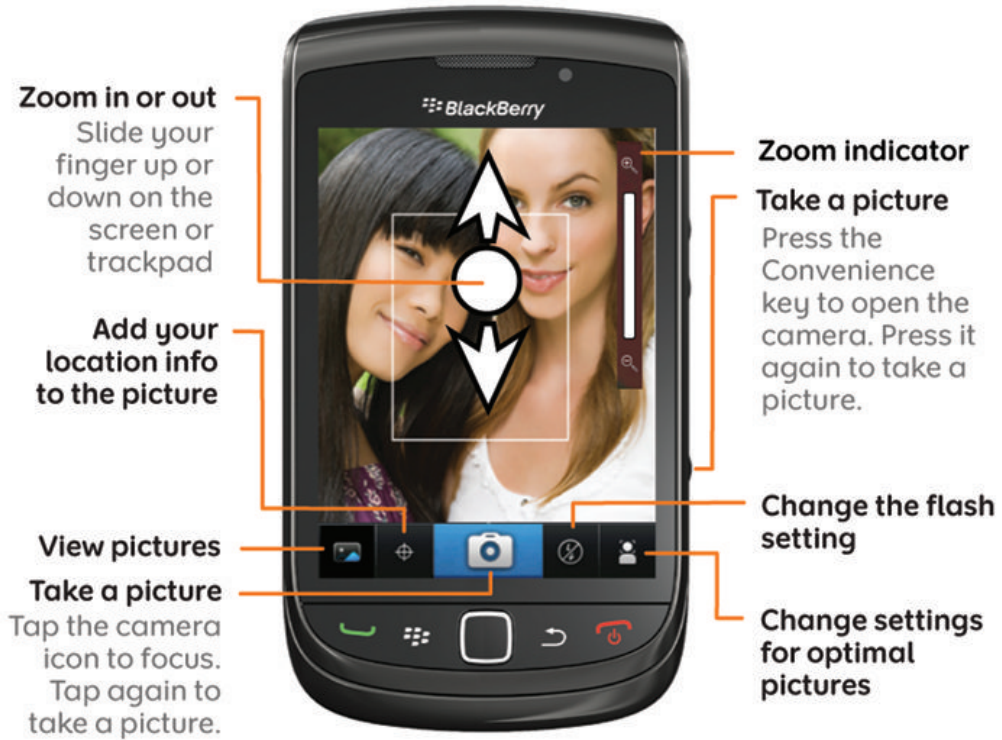 BlackBerry
Zoom in or out
Slide your
finger up or
down on the
screen or
trackpad
Add your
location info
to the picture
View pictures
Take a picture
Tap the camera
icon to focus.
Tap again to
take a picture.
Zoom indicator
Take a picture
Press the
Convenience
key to open the
camera. Press it
again to take a
picture.
Change the flash
setting
Change settings
for optimal
pictures